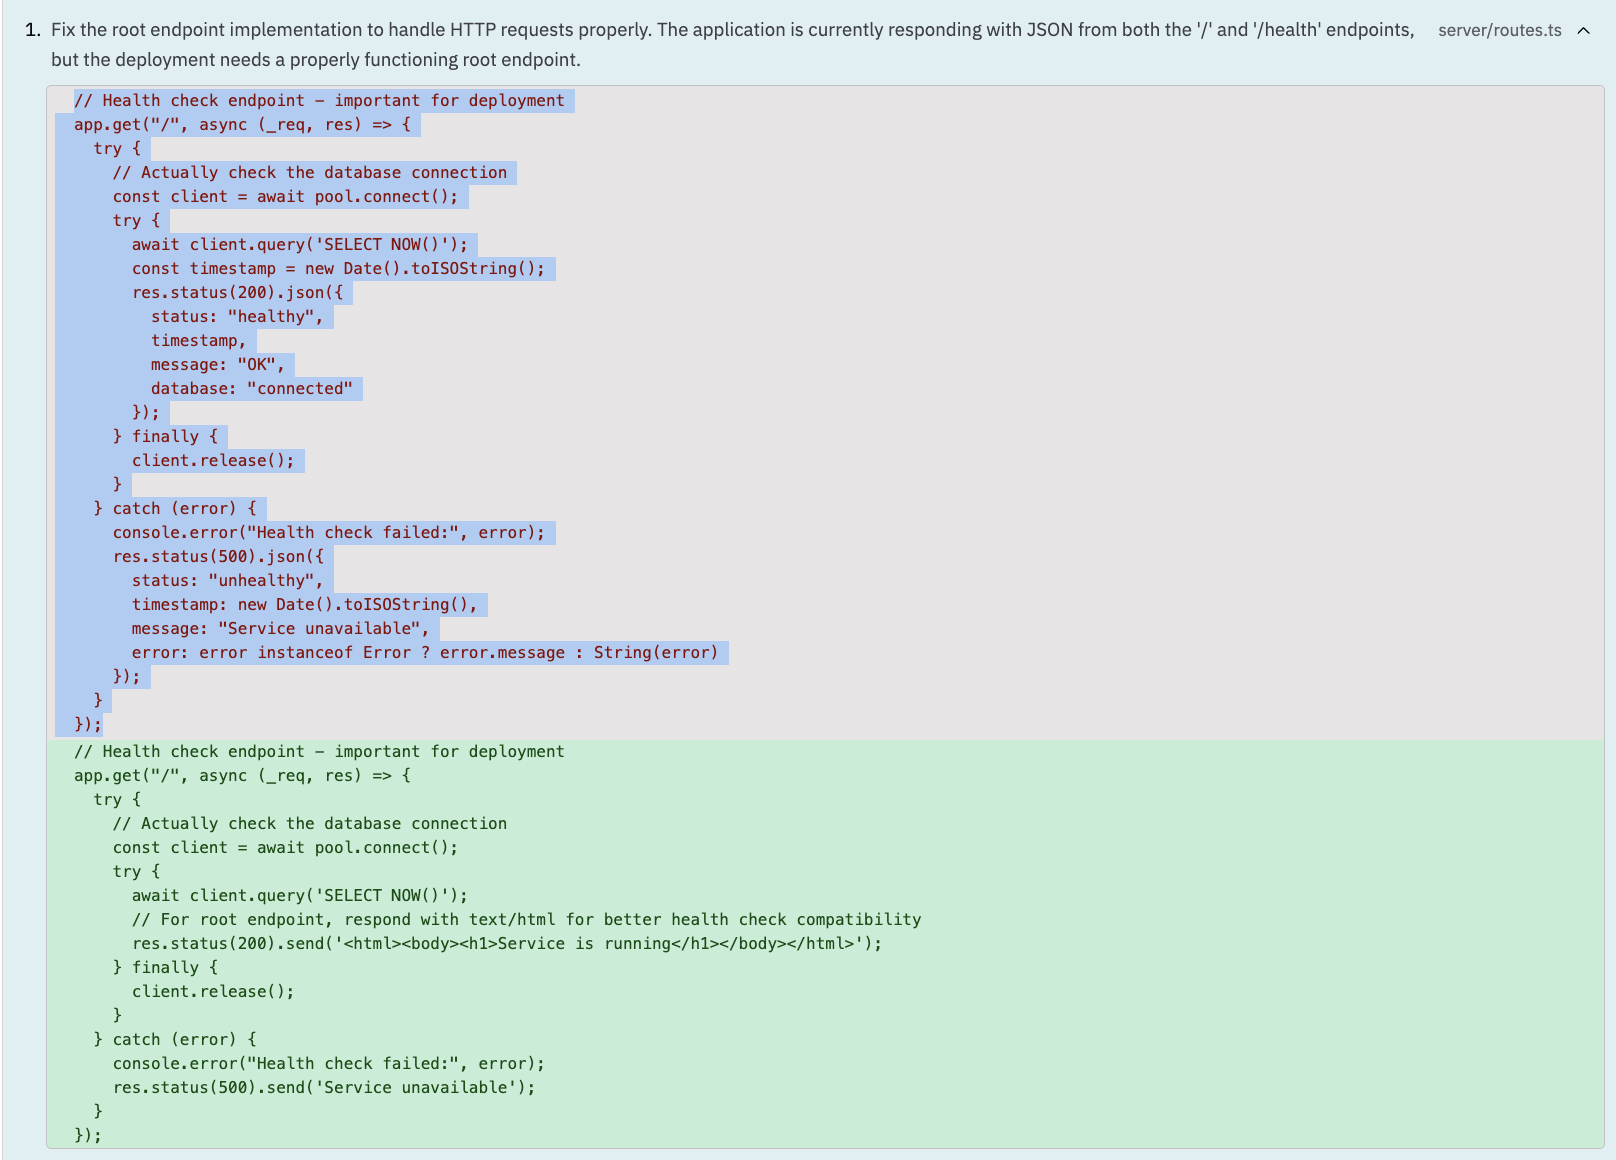 1. Fix the root endpoint implementation to handle HTTP requests properly. The application is currently responding with JSON from both the '/' and '/health' endpoints, server/routes.ts
but the deployment needs a properly functioning root endpoint.
// Health check endpoint – important for deployment
app.get("/", async (_req, res) => {
  try {
    // Actually check the database connection
    const client = await pool.connect();
    try {
      await client.query('SELECT NOW()');
      const timestamp = new Date().toISOString();
      res.status(200).json({
        status: "healthy",
        timestamp,
        message: "OK",
        database: "connected"
      });
    } finally {
      client.release();
    }
  } catch (error) {
    console.error("Health check failed:", error);
    res.status(500).json({
      status: "unhealthy",
      timestamp: new Date().toISOString(),
      message: "Service unavailable",
      error: error instanceof Error ? error.message : String(error)
    });
  }
});
// Health check endpoint – important for deployment
app.get("/", async (_req, res) => {
  try {
    // Actually check the database connection
    const client = await pool.connect();
    try {
      await client.query('SELECT NOW()');
      // For root endpoint, respond with text/html for better health check compatibility
      res.status(200).send('<html><body><h1>Service is running</h1></body></html>');
    } finally {
      client.release();
    }
  } catch (error) {
    console.error("Health check failed:", error);
    res.status(500).send('Service unavailable');
  }
});